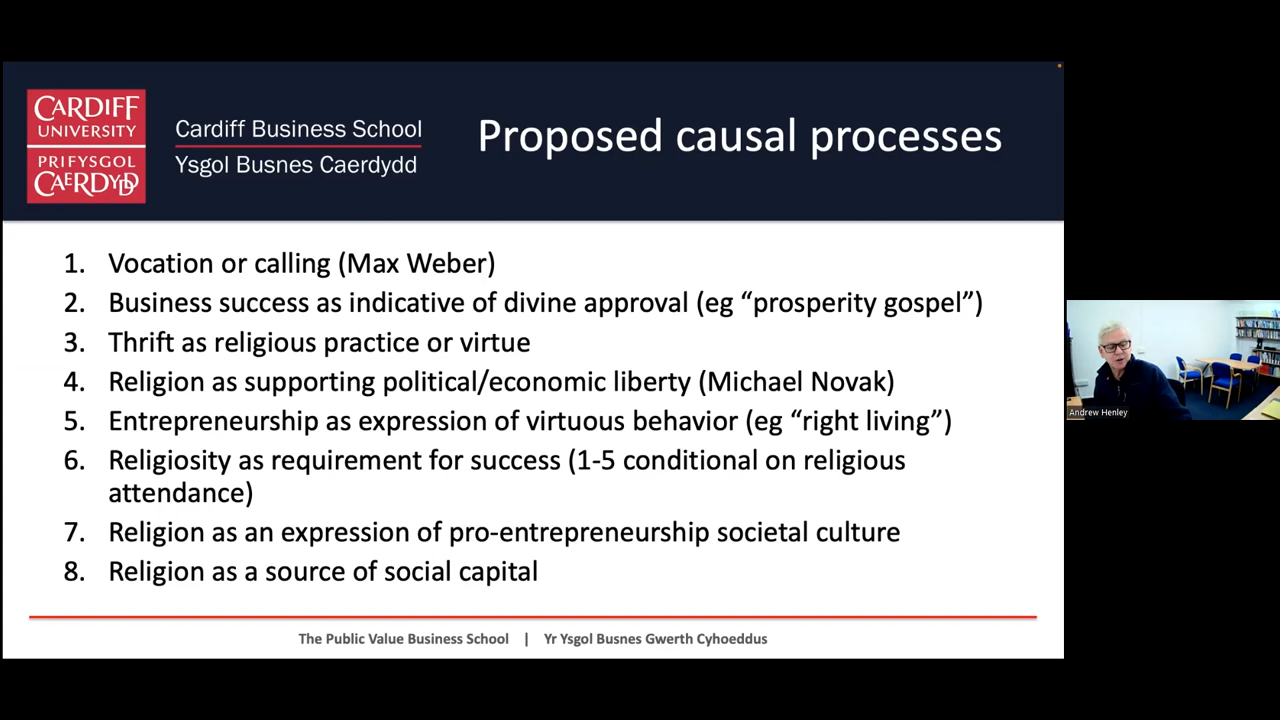 CARDIFF
UNIVERSITY
PRIFYSGOL
CAERDYDD
Cardiff Business School
Ysgol Busnes Caerdydd
Proposed causal processes
1. Vocation or calling (Max Weber)
2. Business success as indicative of divine approval (eg “prosperity gospel”)
3. Thrift as religious practice or virtue
4. Religion as supporting political/economic liberty (Michael Novak)
5. Entrepreneurship as expression of virtuous behavior (eg “right living”)
6. Religiosity as requirement for success (1-5 conditional on religious
attendance)
7. Religion as an expression of pro-entrepreneurship societal culture
8. Religion as a source of social capital
The Public Value Business School | Yr Ysgol Busnes Gwerth Cyhoeddus
Andrew Henley